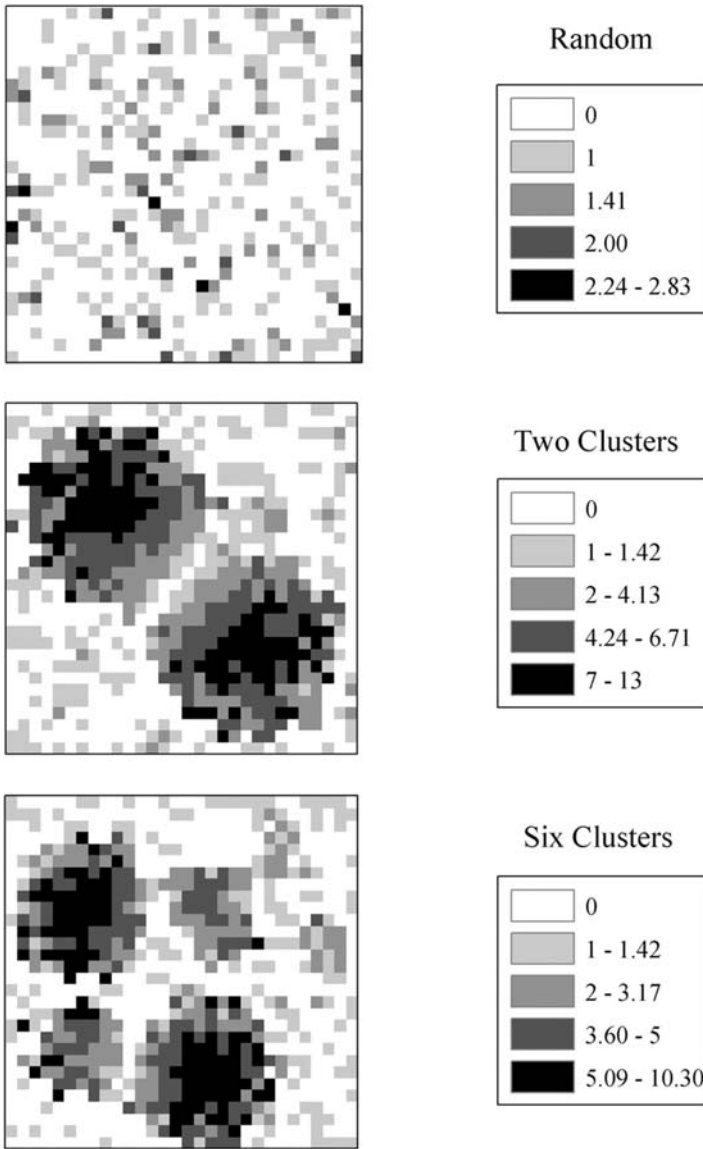 Random
0
1
1.41
2.00
2.24 - 2.83
Two Clusters
0
1 - 1.42
2 - 4.13
4.24 - 6.71
7 - 13
Six Clusters
0
1 - 1.42
2 - 3.17
3.60 - 5
5.09 - 10.30